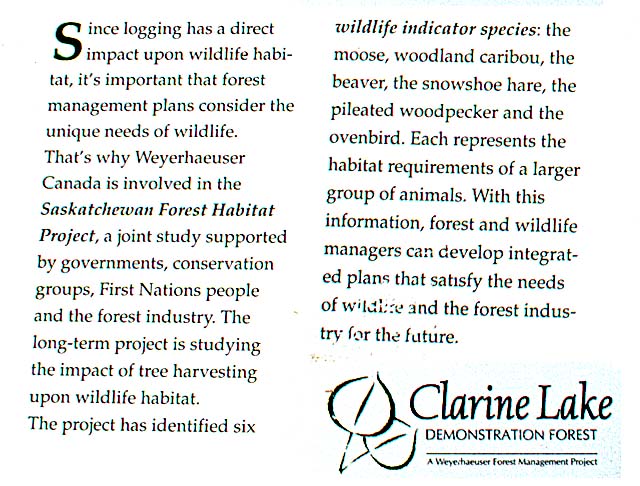 Since logging has a direct
impact upon wildlife habi-
tat, it's important that forest
management plans consider the
unique needs of wildlife.
That's why Weyerhaeuser
Canada is involved in the
Saskatchewan Forest Habitat
Project, a joint study supported
by governments, conservation
groups, First Nations people
and the forest industry. The
long-term project is studying
the impact of tree harvesting
upon wildlife habitat.
The project has identified six
wildlife indicator species: the
moose, woodland caribou, the
beaver, the snowshoe hare, the
pileated woodpecker and the
ovenbird. Each represents the
habitat requirements of a larger
group of animals. With this
information, forest and wildlife
managers can develop integrat-
ed plans that satisfy the needs
of wildlife and the forest indus-
try for the future.
Clarine Lake
DEMONSTRATION FOREST
A Weyerhaeuser Forest Management Project